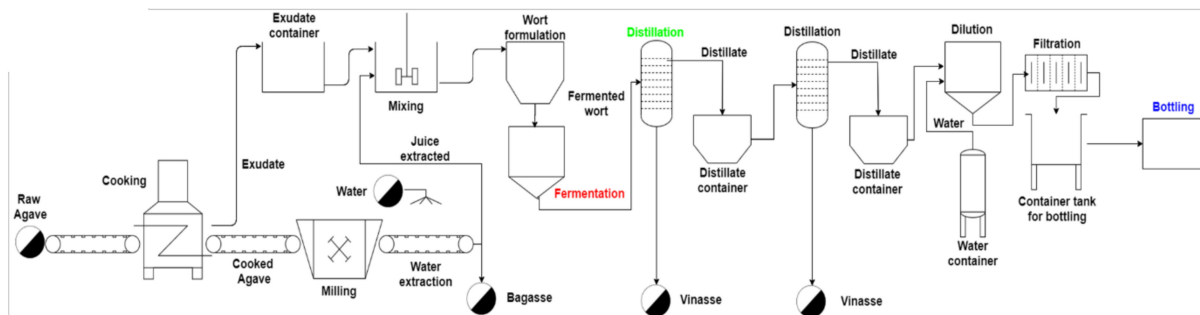 Exudate
container
Mixing
Wort
formulation
Distillation
Distillate
Distillation
Distillate
Dilution
Filtration
Bottling
Fermented
wort
Juice
extracted
Water
Exudate
Cooking
Water
Fermentation
Distillate
container
Distillate
container
Container tank
for bottling
Raw
Agave
Cooked
Agave
Milling
Water
extraction
Bagasse
Vinasse
Vinasse
Water
container